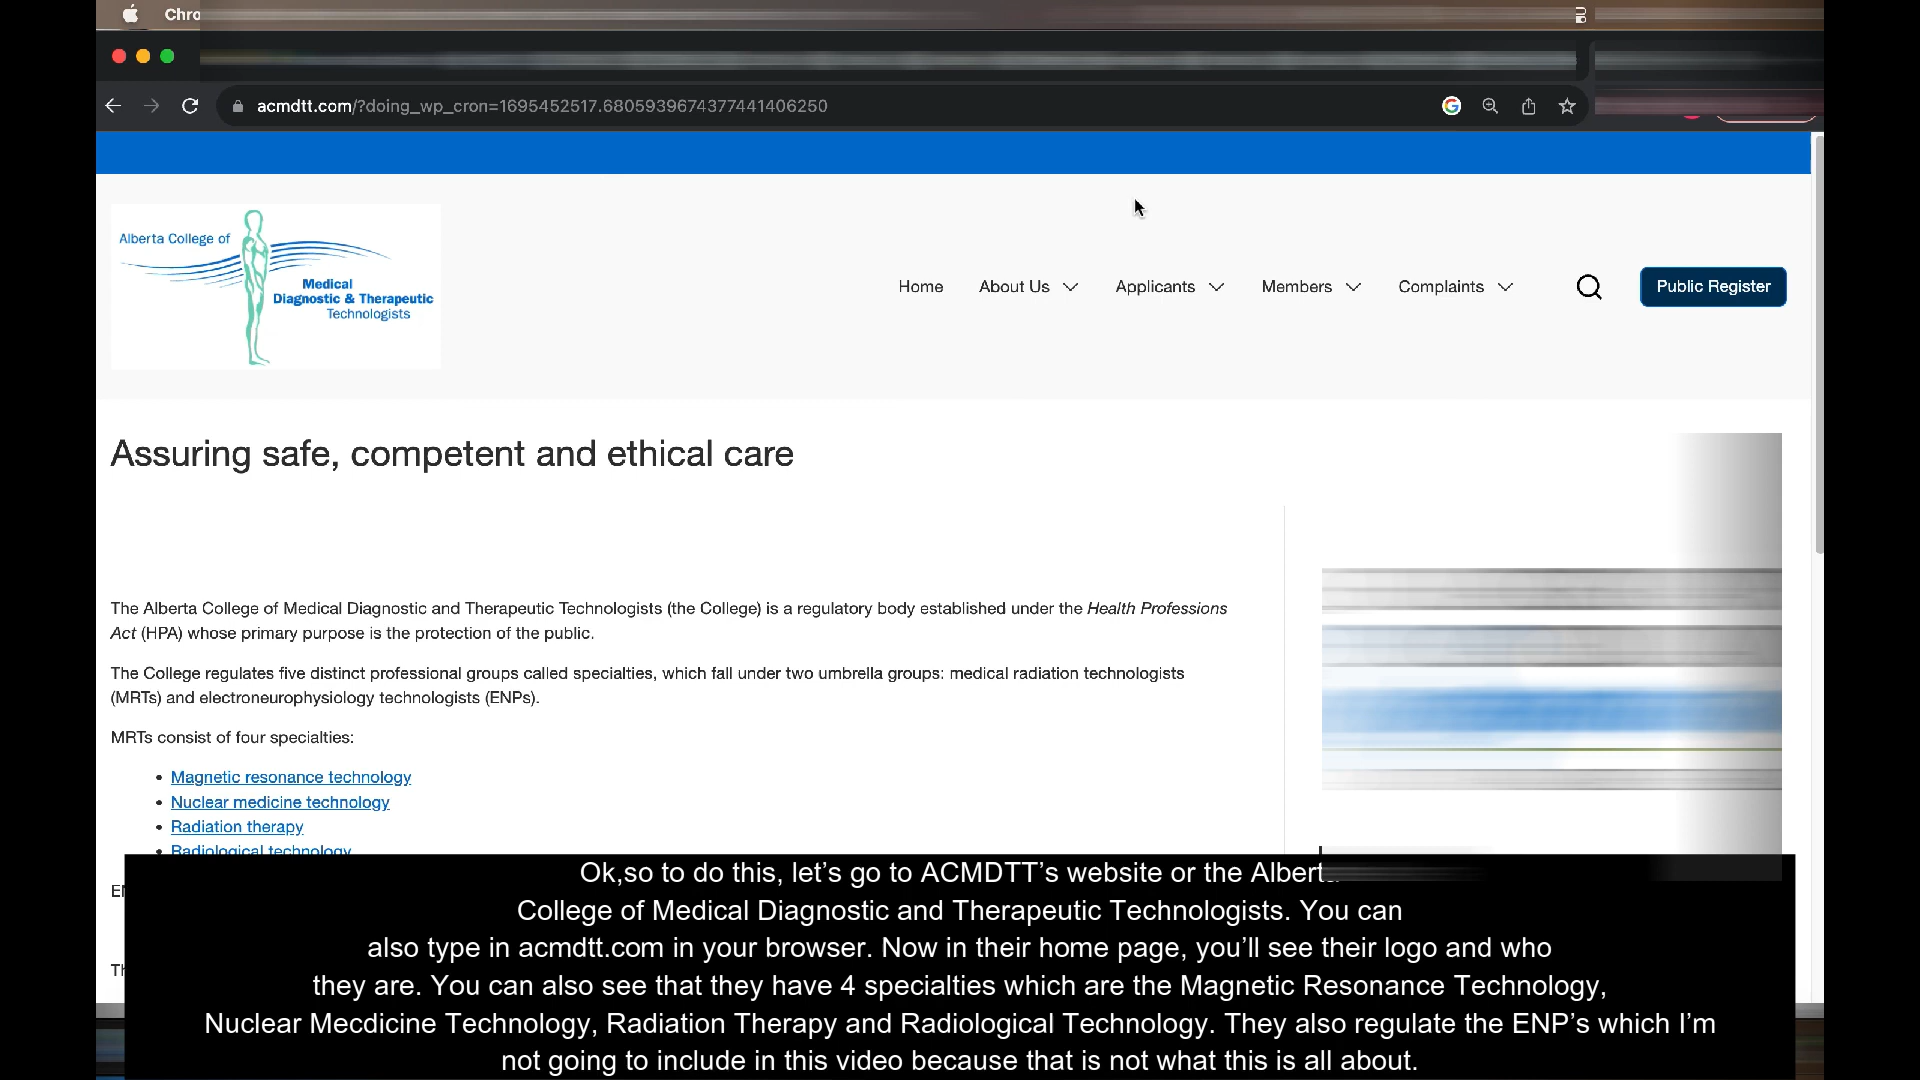 Chro
acmdtt.com/?doing_wp_cron=1695452517.6805939674377441406250
Alberta College of
Medical
Diagnostic & Therapeutic
Technologists
Home About Us Applicants Members Complaints Public Register
Assuring safe, competent and ethical care
The Alberta College of Medical Diagnostic and Therapeutic Technologists (the College) is a regulatory body established under the Health Professions
Act (HPA) whose primary purpose is the protection of the public.
The College regulates five distinct professional groups called specialties, which fall under two umbrella groups: medical radiation technologists
(MRTs) and electroneurophysiology technologists (ENPs).
MRTs consist of four specialties:
• Magnetic resonance technology
• Nuclear medicine technology
• Radiation therapy
• Radiological technology
Ok,so to do this, let’s go to ACMDTT’s website or the Alberta
College of Medical Diagnostic and Therapeutic Technologists. You can
also type in acmdtt.com in your browser. Now in their home page, you’ll see their logo and who
they are. You can also see that they have 4 specialties which are the Magnetic Resonance Technology,
Nuclear Mecdicine Technology, Radiation Therapy and Radiological Technology. They also regulate the ENP’s which I’m
not going to include in this video because that is not what this is all about.